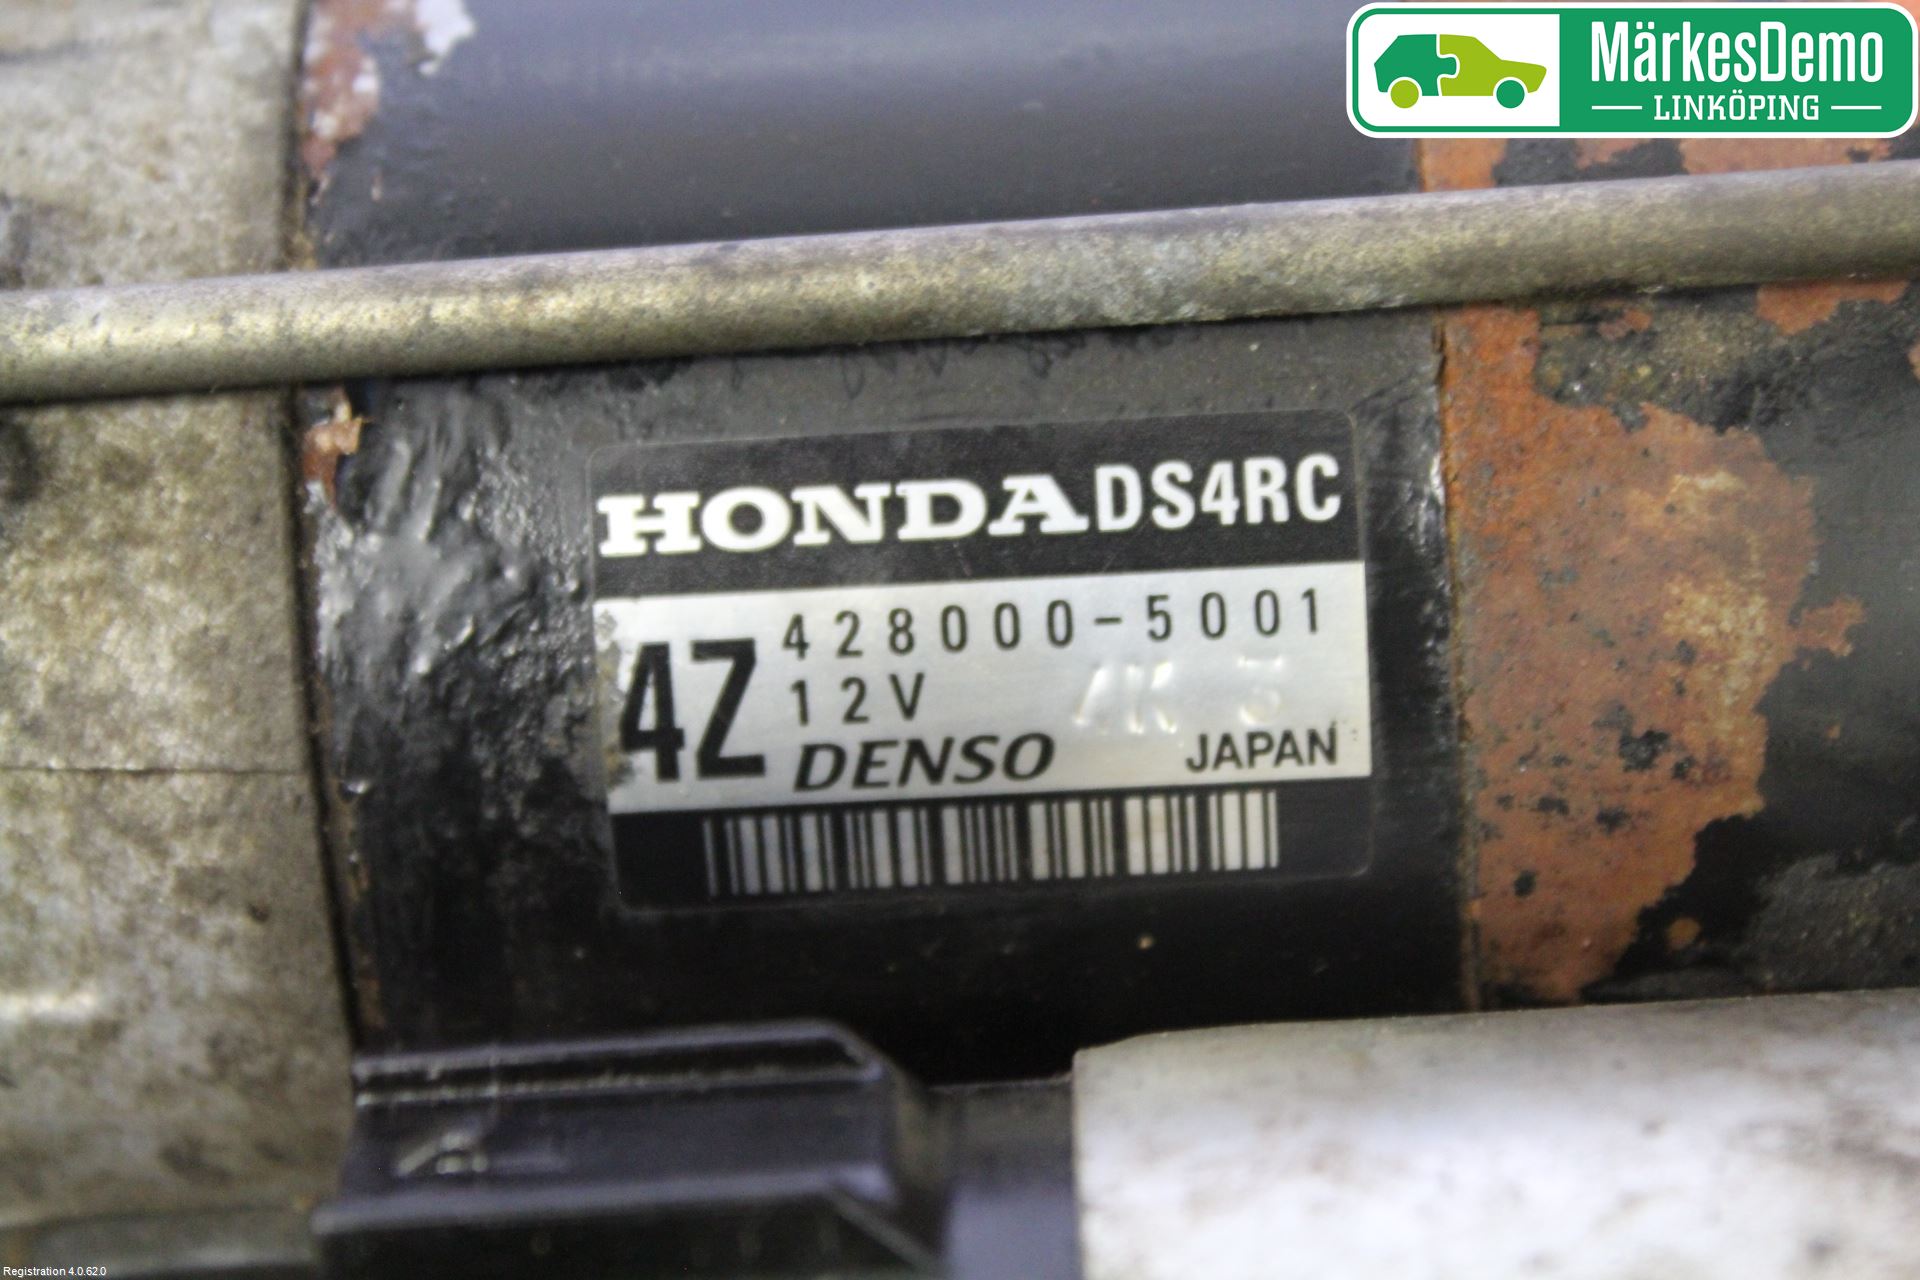 MärkesDemo
LINKÖPING
HONDA DS4RC
4Z
428000-5001
12V
DENSO
JAPAN
Registration 4.0.62.0